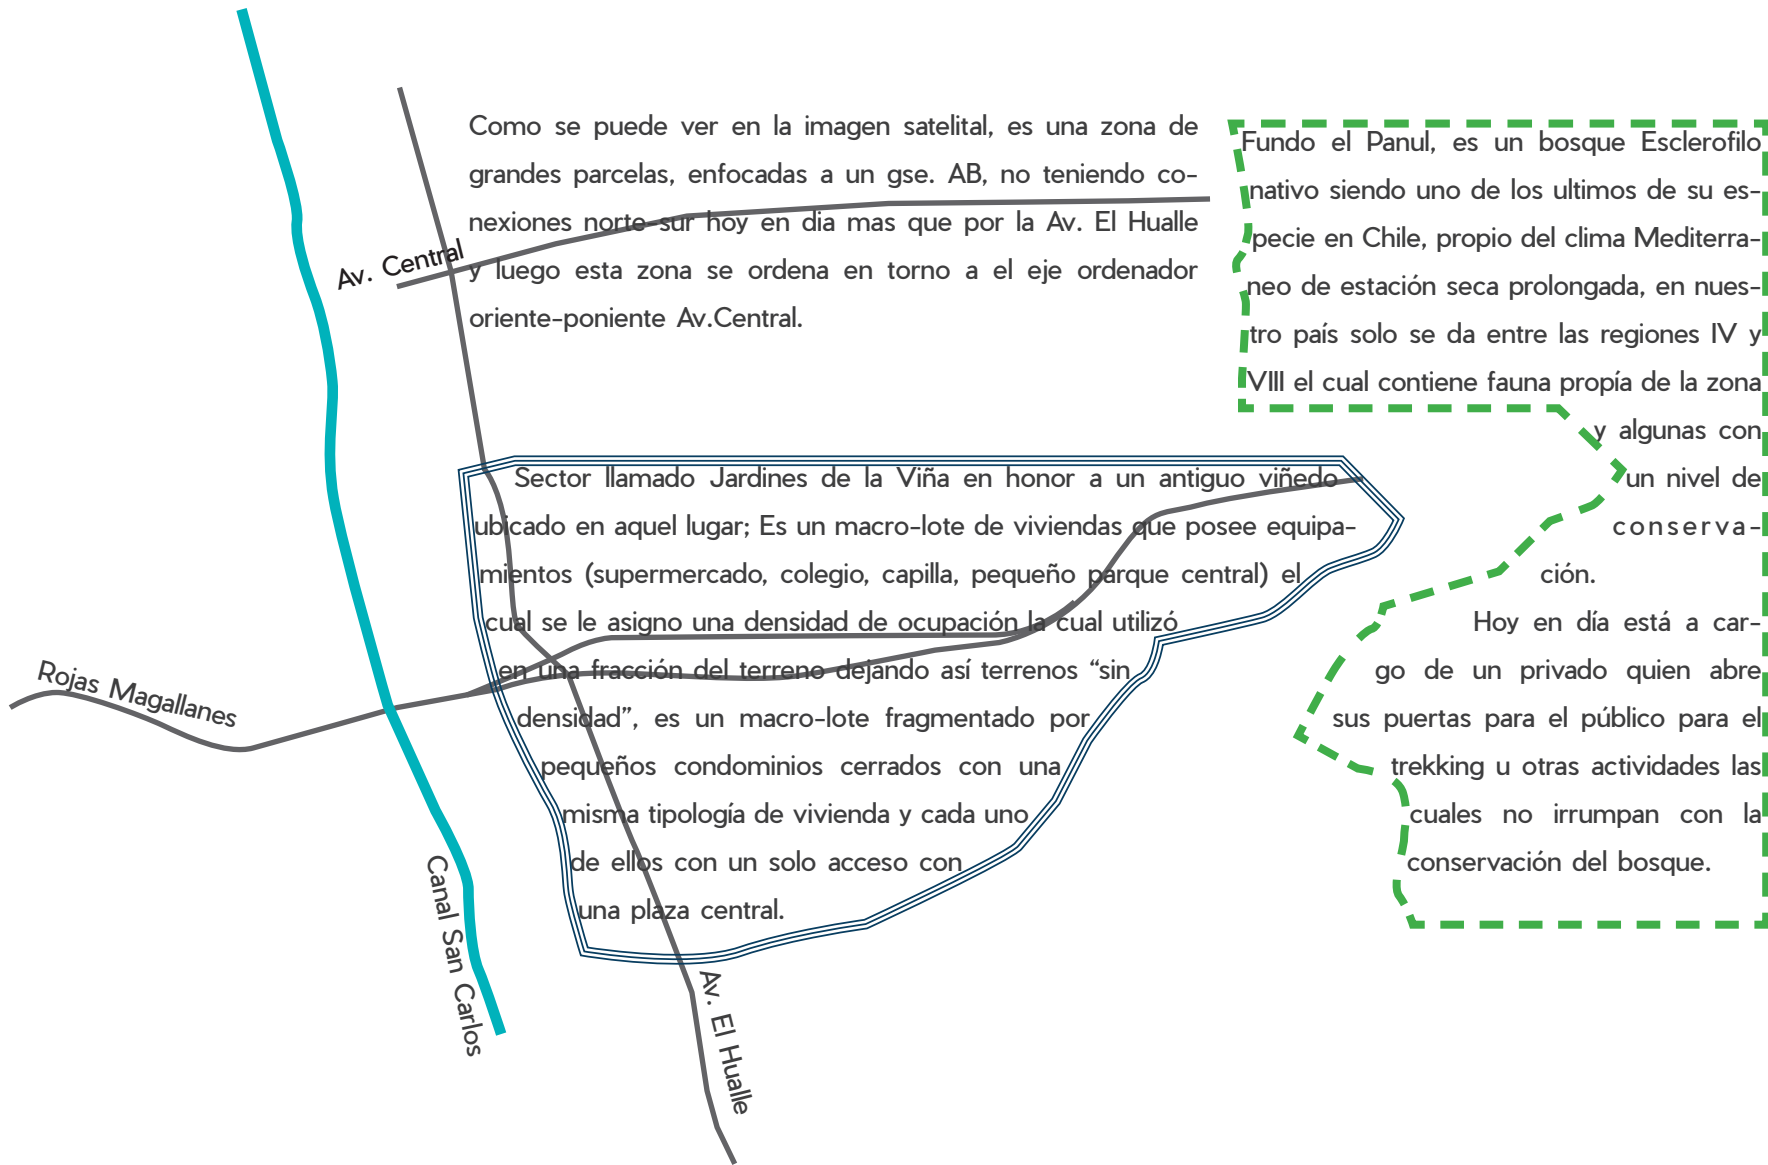 Como se puede ver en la imagen satelital, es una zona de
grandes parcelas, enfocadas a un gse. AB, no teniendo co-
nexiones norte-sur hoy en dia mas que por la Av. El Hualle
y luego esta zona se ordena en torno a el eje ordenador
oriente-poniente Av.Central.
Av. Central
Sector llamado Jardines de la Viña en honor a un antiguo viñedo
ubicado en aquel lugar; Es un macro-lote de viviendas que posee equipa-
mientos (supermercado, colegio, capilla, pequeño parque central) el
cual se le asigno una densidad de ocupación la cual utilizó
en una fracción del terreno dejando así terrenos “sin
densidad”, es un macro-lote fragmentado por
pequeños condominios cerrados con una
misma tipología de vivienda y cada uno
de ellos con un solo acceso con
una plaza central.
Rojas Magallanes
Canal San Carlos
Av. El Hualle
Fundo el Panul, es un bosque Esclerofilo
nativo siendo uno de los ultimos de su es-
pecie en Chile, propio del clima Mediterra-
neo de estación seca prolongada, en nues-
tro país solo se da entre las regiones IV y
VIII el cual contiene fauna propía de la zona
y algunas con
un nivel de
conserva-
ción.
Hoy en día está a car-
go de un privado quien abre
sus puertas para el público para el
trekking u otras actividades las
cuales no irrumpan con la
conservación del bosque.